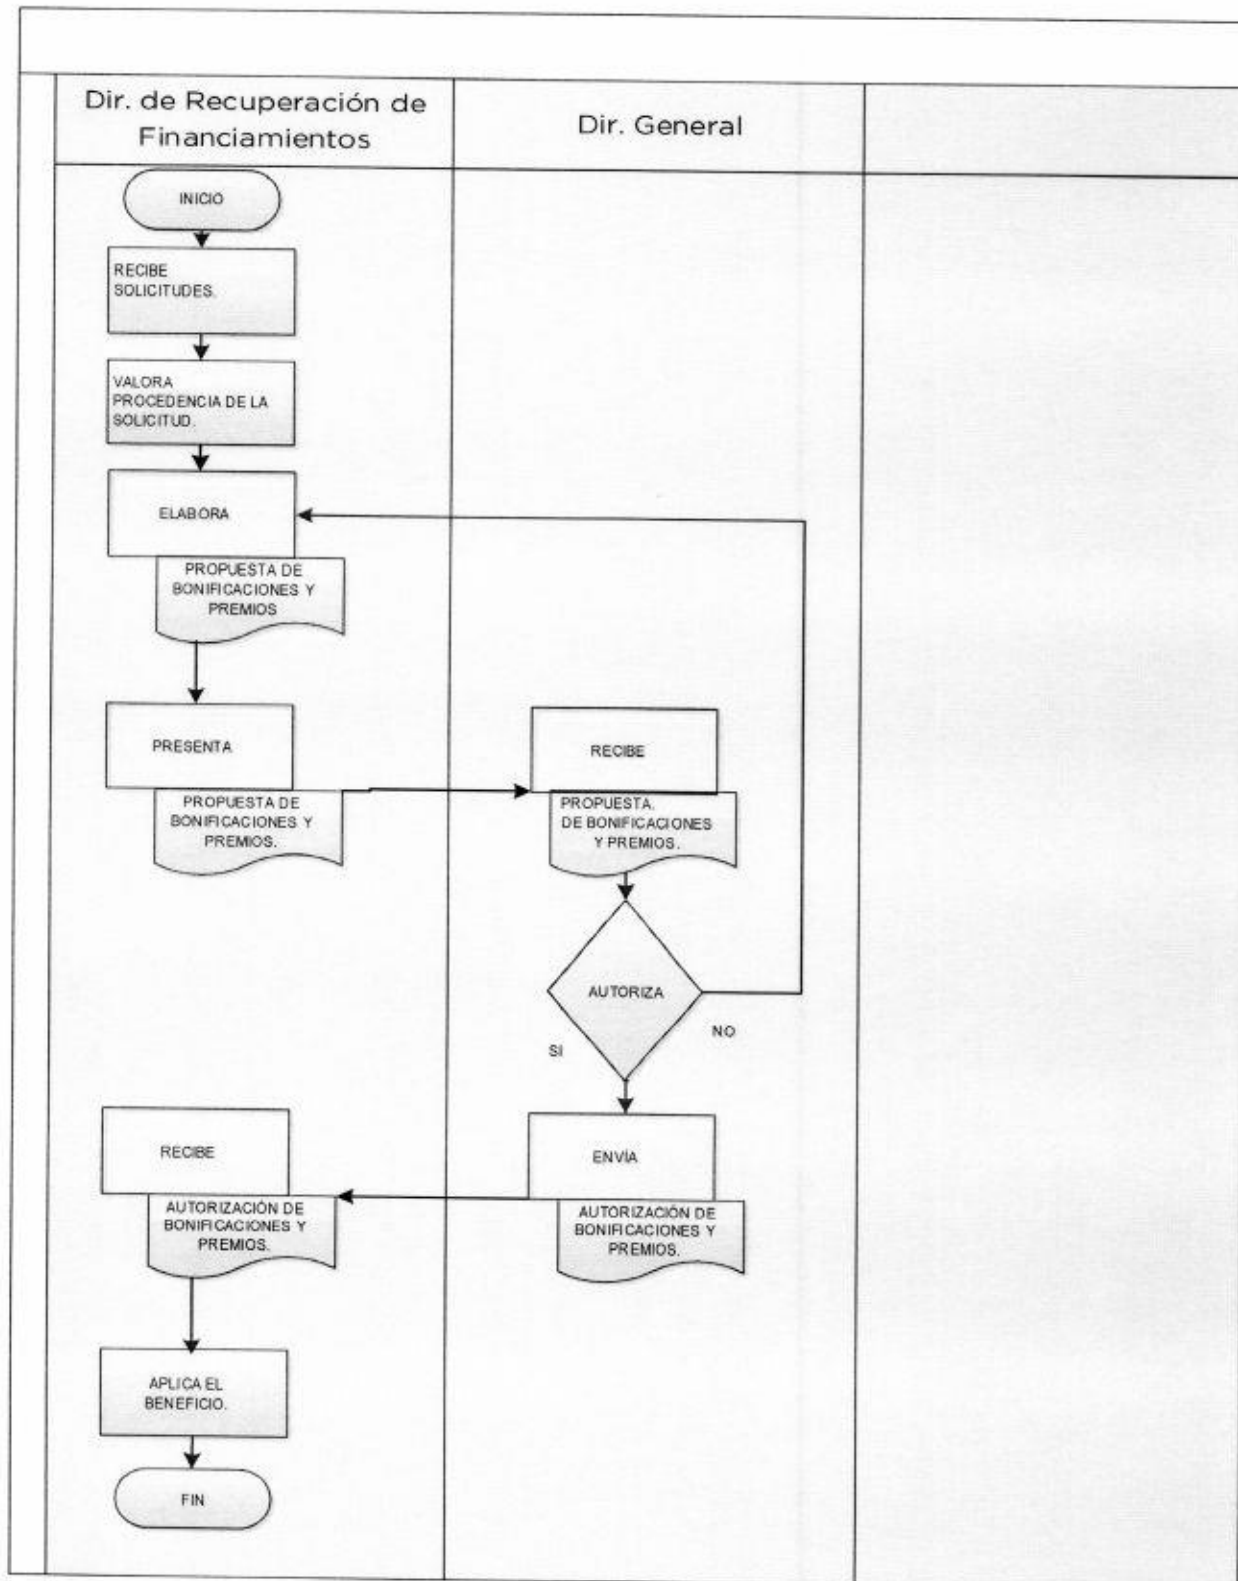 Dir. de Recuperación de
Financiamientos
Dir. General
INICIO
RECIBE
SOLICITUDES.
VALORA
PROCEDENCIA DE LA
SOLICITUD.
ELABORA
PROPUESTA DE
BONIFICACIONES Y
PREMIOS
PRESENTA
PROPUESTA DE
BONIFICACIONES Y
PREMIOS.
RECIBE
PROPUESTA.
DE BONIFICACIONES
Y PREMIOS.
AUTORIZA
NO
SI
ENVÍA
AUTORIZACIÓN DE
BONIFICACIONES Y
PREMIOS.
RECIBE
AUTORIZACIÓN DE
BONIFICACIONES Y
PREMIOS.
APLICA EL
BENEFICIO.
FIN